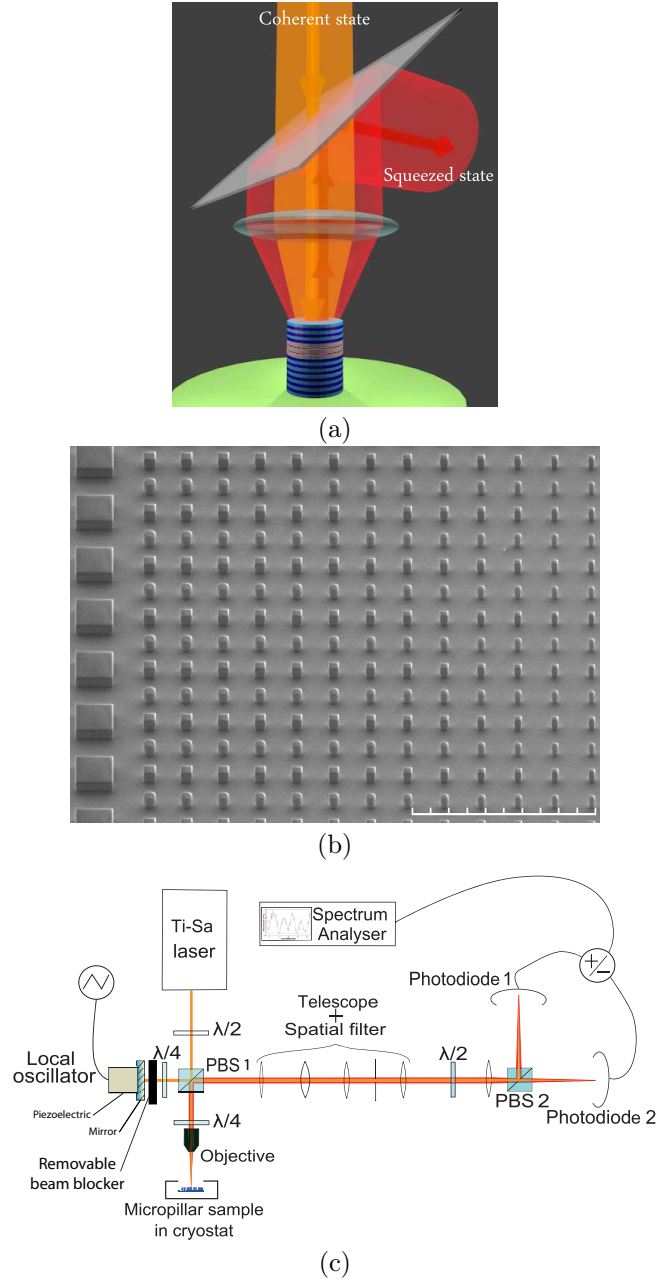 Coherent state
Squeezed state
(a)
(b)
Ti-Sa
laser
Spectrum
Analyser
+/-
Photodiode 1
Telescope
+
Spatial filter
λ/2
λ/4
PBS 1
λ/2
Local
oscillator
PBS 2
Photodiode 2
Piezoelectric
Mirror
λ/4
Removable
beam blocker
Objective
Micropillar sample
in cryostat
(c)